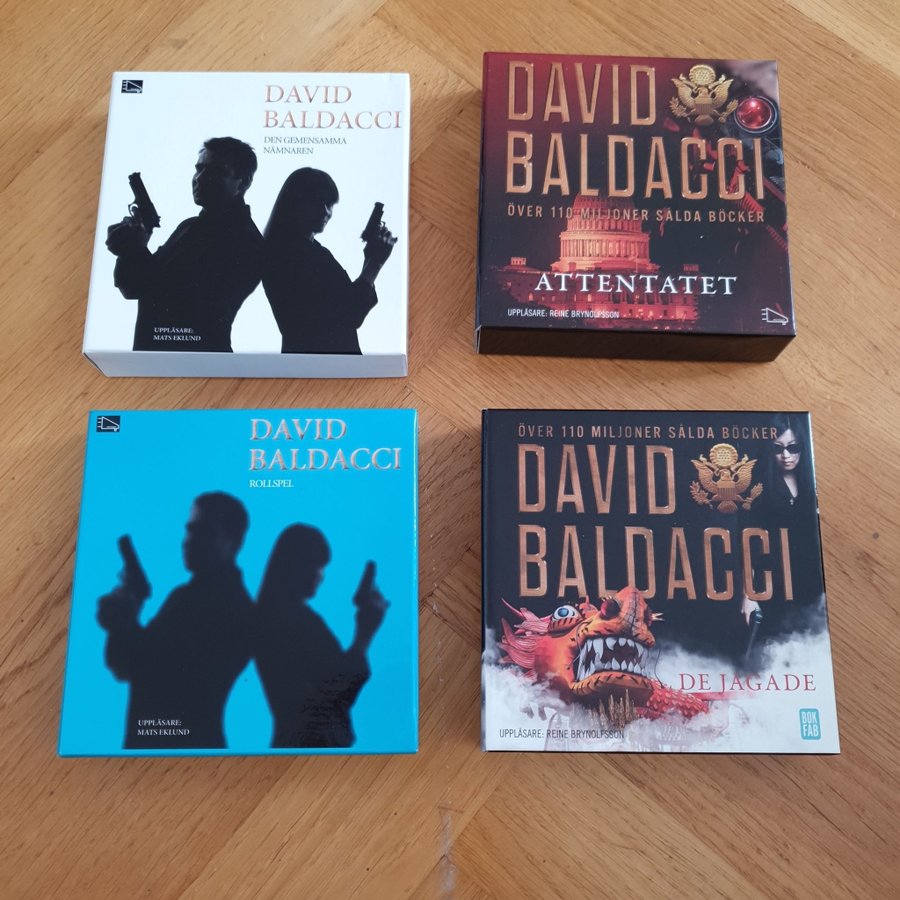 DAVID
BALDACCI
DEN GEMENSAMMA
NÄMNAREN
UPPLÄSARE:
MATS EKLUND
DAVID
BALDACCI
ÖVER 110 MILJONER SÅLDA BÖCKER
ATTENTATET
UPPLÄSARE: REINE BRYNOLFSSON
DAVID
BALDACCI
ROLLSPEL
UPPLÄSARE:
MATS EKLUND
ÖVER 110 MILJONER SÅLDA BÖCKER
DAVID
BALDACCI
DE JAGADE
UPPLÄSARE: REINE BRYNOLFSSON
BOK
FAB